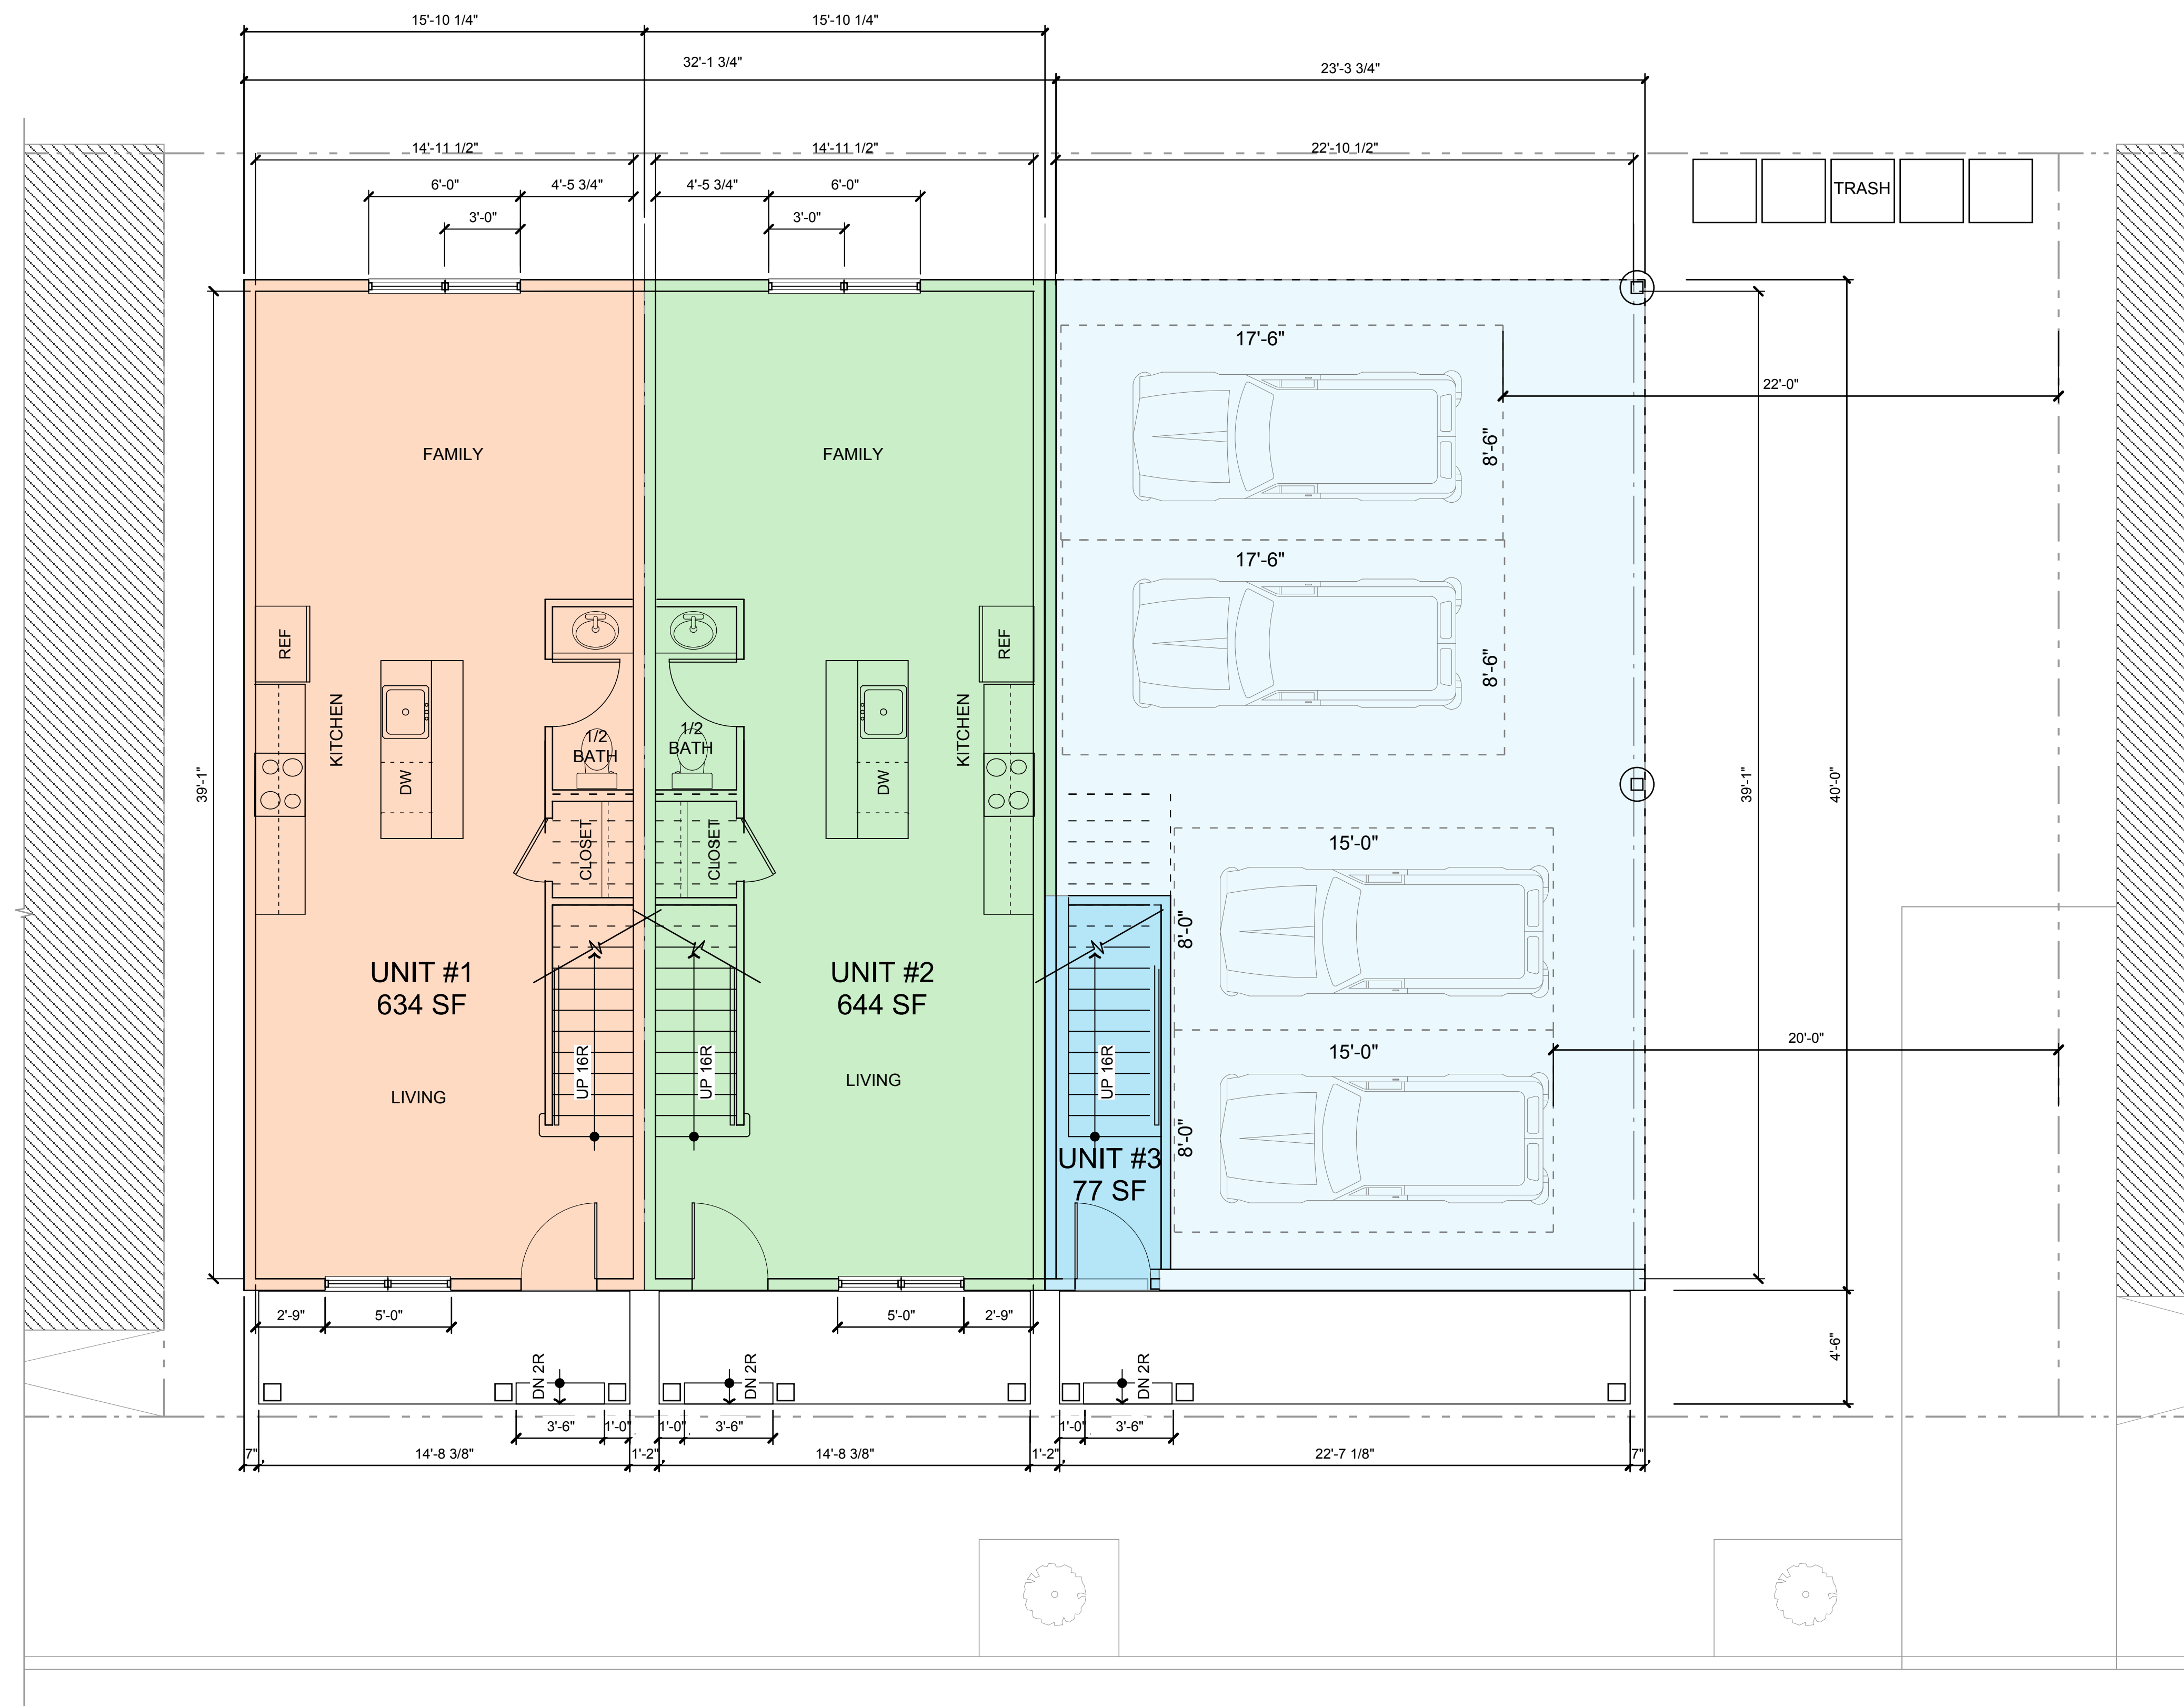 15'-10 1/4"
15'-10 1/4"
32'-1 3/4"
23'-3 3/4"
14'-11 1/2"
14'-11 1/2"
22'-10 1/2"
6'-0"
4'-5 3/4"
4'-5 3/4"
6'-0"
3'-0"
3'-0"
TRASH
17'-6"
22'-0"
8'-6"
FAMILY
FAMILY
17'-6"
8'-6"
REF
REF
KITCHEN
KITCHEN
1/2
BATH
1/2
BATH
DW
DW
39'-1"
39'-1"
40'-0"
CLOSET
CLOSET
15'-0"
8'-0"
UNIT #1
634 SF
UNIT #2
644 SF
20'-0"
15'-0"
UP 16R
UP 16R
UP 16R
LIVING
LIVING
8'-0"
UNIT #3
77 SF
2'-9"
5'-0"
5'-0"
2'-9"
4'-6"
DN 2R
DN 2R
DN 2R
3'-6"
1'-0"
1'-0"
3'-6"
1'-0"
3'-6"
7"
14'-8 3/8"
1'-2"
14'-8 3/8"
1'-2"
22'-7 1/8"
7"